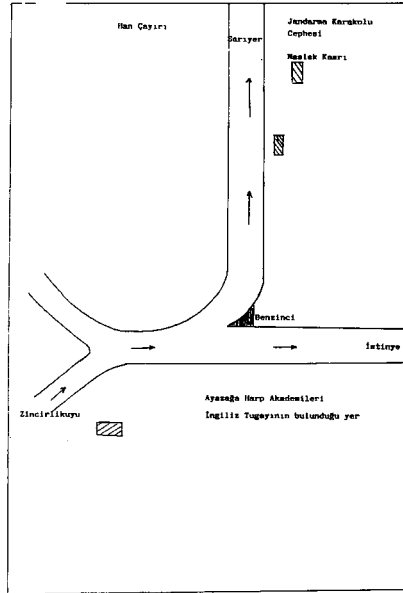 Han Çayırı
Jandarma Karakolu
Cephesi
Sarıyer
Maslak Kasrı
Benzinci
İstinye
Ayazağa Harp Akademileri
İngiliz Tugayının bulunduğu yer
Zincirlikuyu